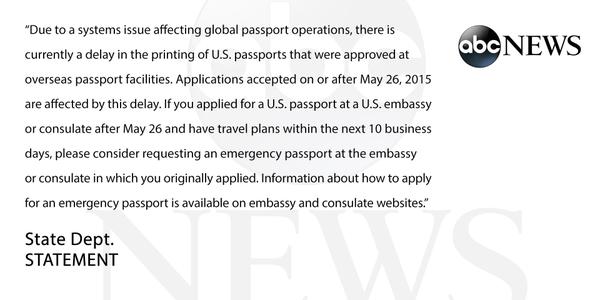 “Due to a systems issue affecting global passport operations, there is
currently a delay in the printing of U.S. passports that were approved at
overseas passport facilities. Applications accepted on or after May 26, 2015
are affected by this delay. If you applied for a U.S. passport at a U.S. embassy
or consulate after May 26 and have travel plans within the next 10 business
days, please consider requesting an emergency passport at the embassy
or consulate in which you originally applied. Information about how to apply
for an emergency passport is available on embassy and consulate websites.”
State Dept.
STATEMENT
abc NEWS
NEWS